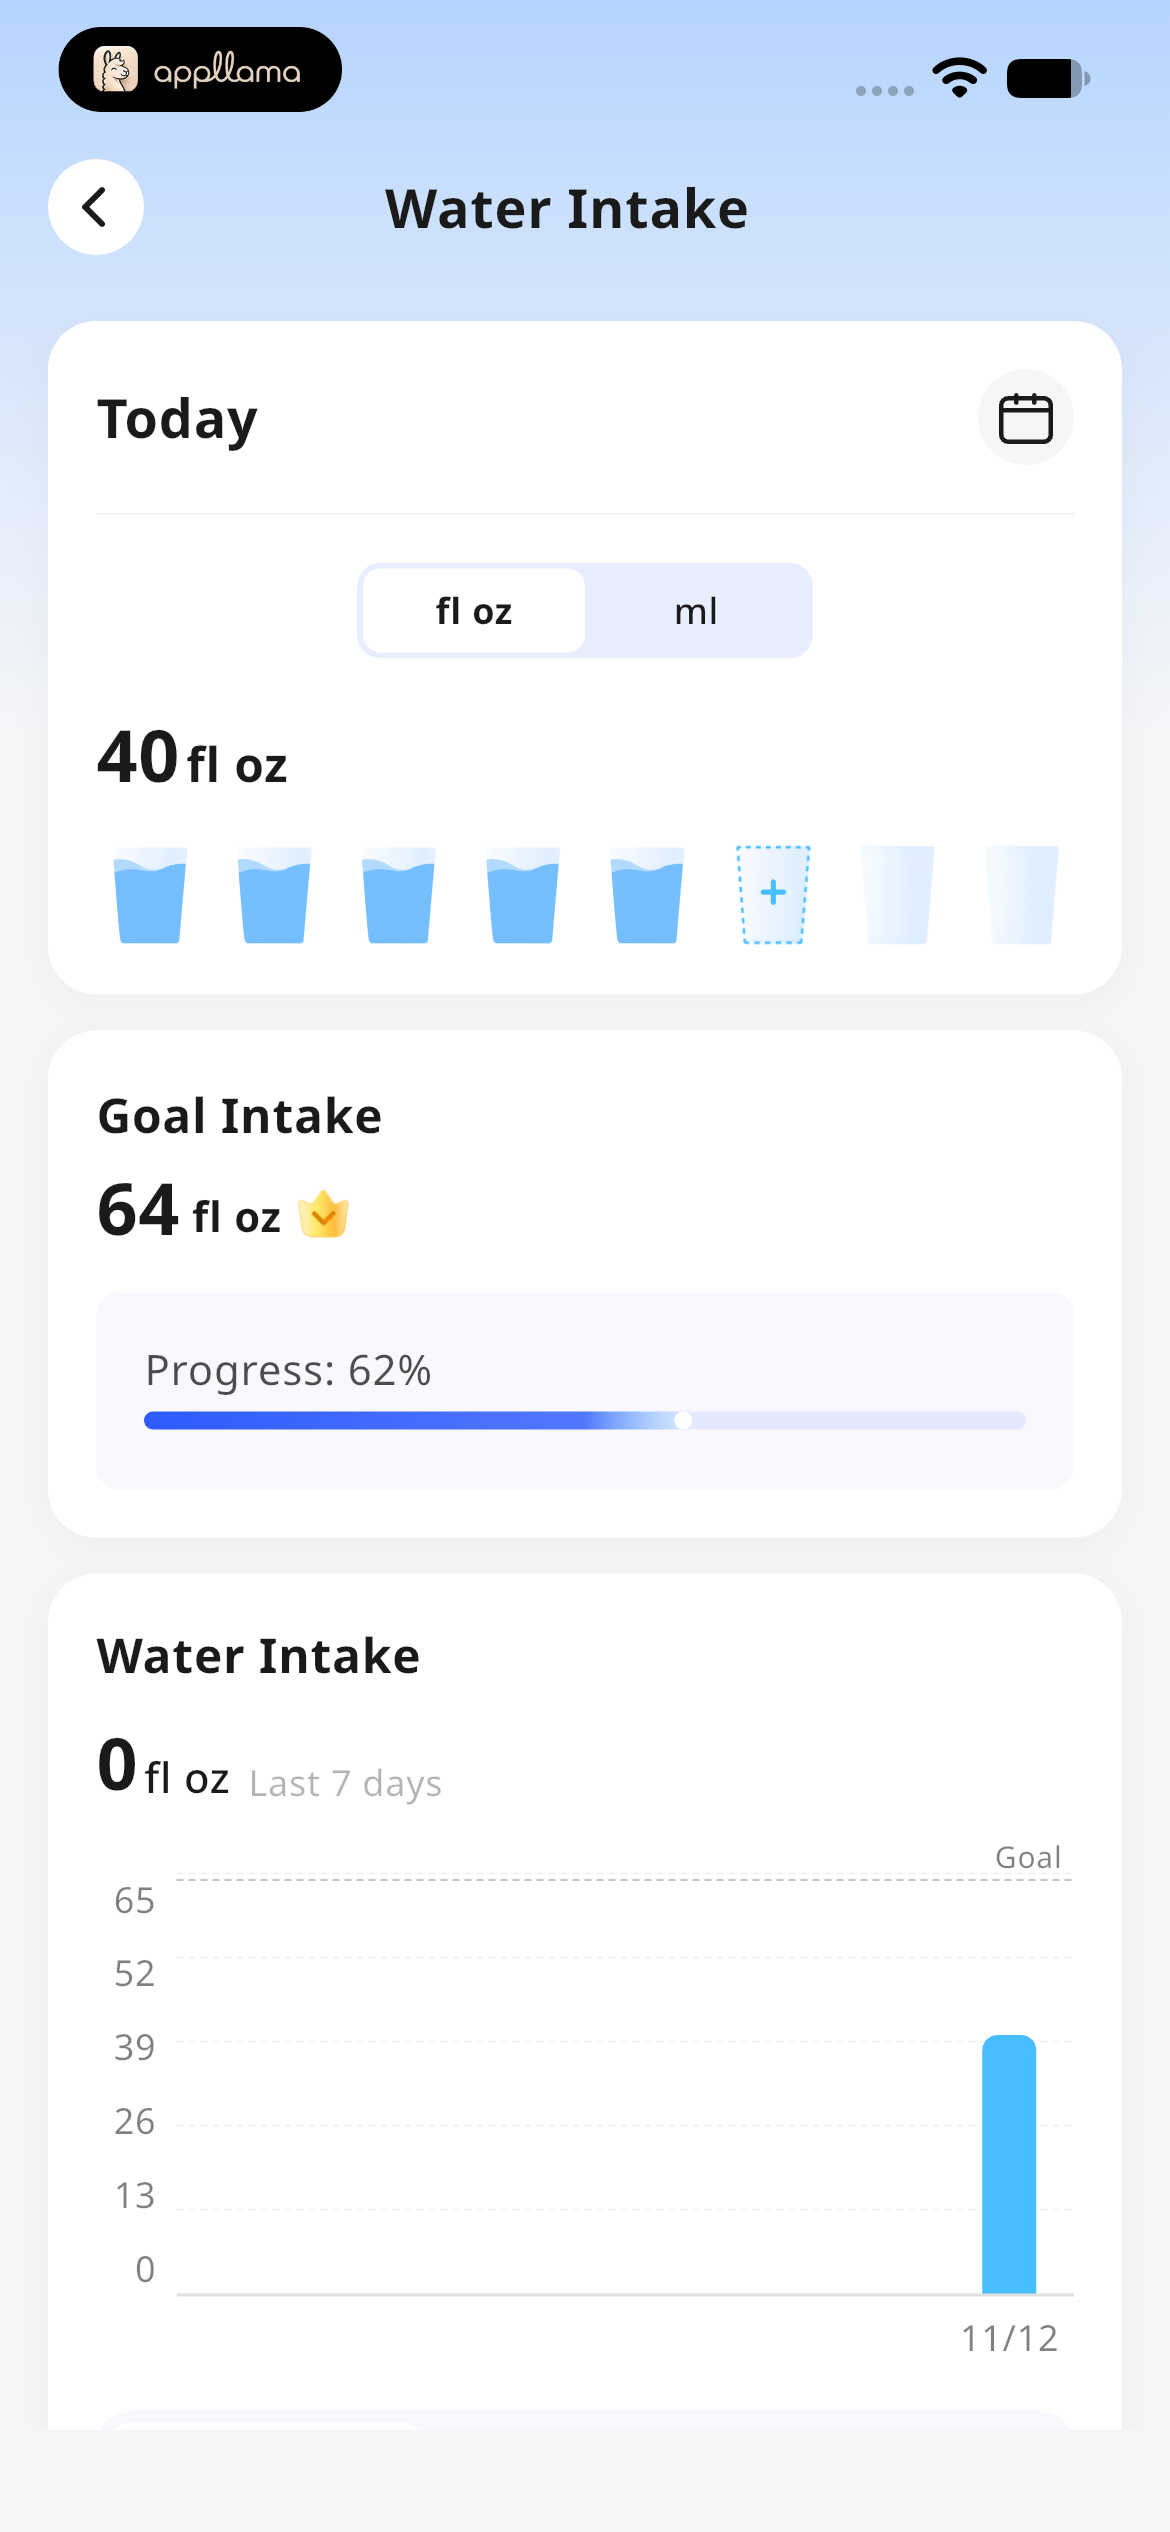 appllama
Water Intake
Today
fl oz
ml
40 fl oz
Goal Intake
64 fl oz
Progress: 62%
Water Intake
0 fl oz Last 7 days
Goal
65
52
39
26
13
0
11/12